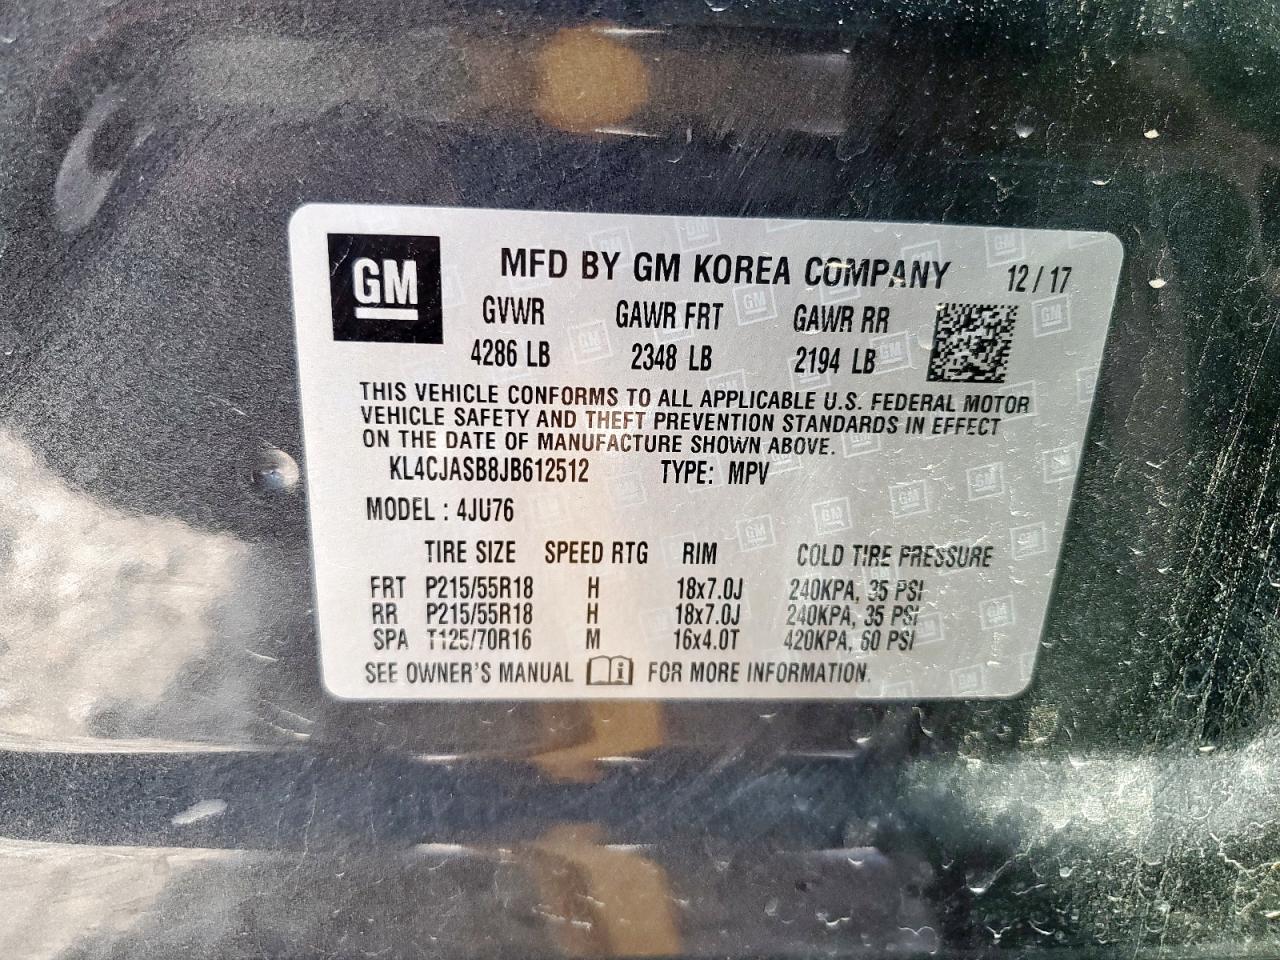 GM
MFD BY GM KOREA COMPANY 12/17
GVWR GAWR FRT GAWR RR
4286 LB 2348 LB 2194 LB
THIS VEHICLE CONFORMS TO ALL APPLICABLE U.S. FEDERAL MOTOR
VEHICLE SAFETY AND THEFT PREVENTION STANDARDS IN EFFECT
ON THE DATE OF MANUFACTURE SHOWN ABOVE.
KL4CJASB8JB612512 TYPE: MPV
MODEL : 4JU76
TIRE SIZE SPEED RTG RIM COLD TIRE PRESSURE
FRT P215/55R18 H 18x7.0J 240KPA, 35 PSI
RR P215/55R18 H 18x7.0J 240KPA, 35 PSI
SPA T125/70R16 M 16x4.0T 420KPA, 60 PSI
SEE OWNER'S MANUAL FOR MORE INFORMATION.